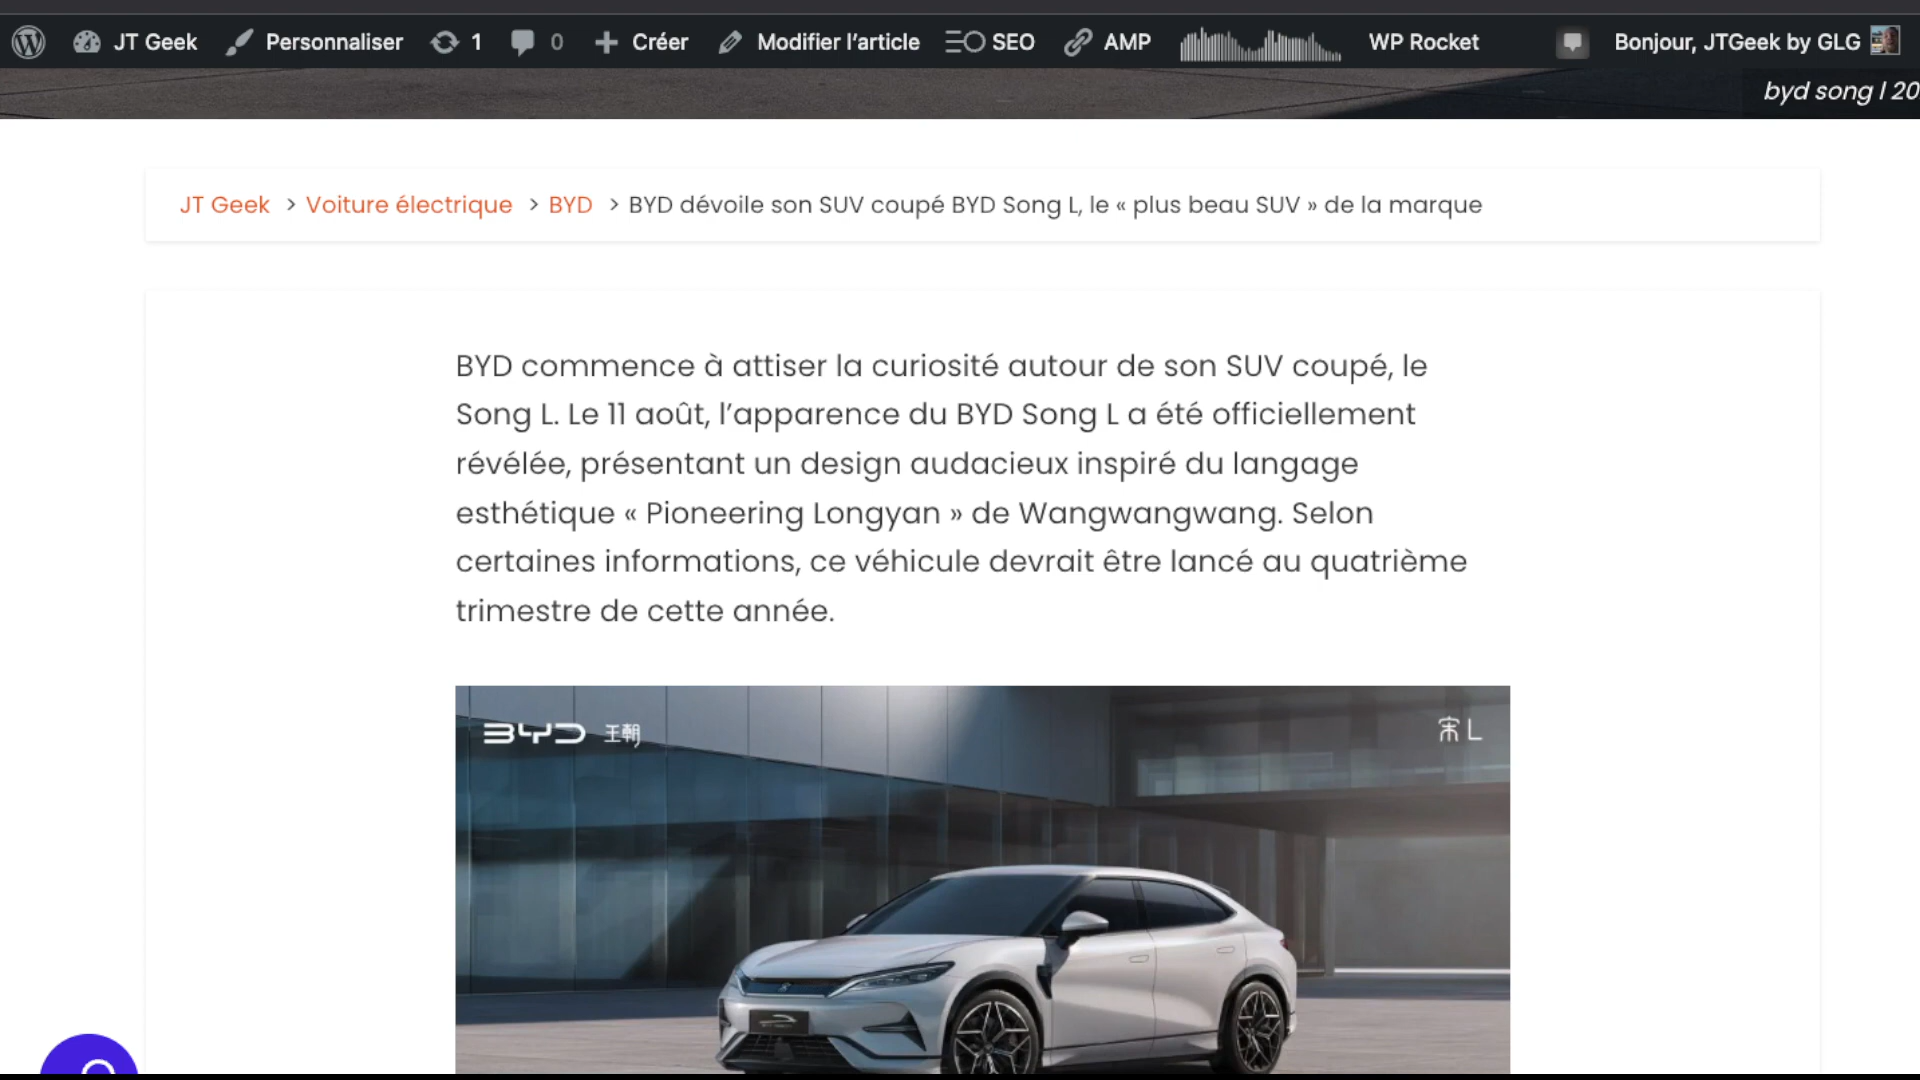 JT Geek Personnaliser 1 0 Créer Modifier l’article SEO AMP WP Rocket Bonjour, JTGeek by GLG
byd song l 20
JT Geek > Voiture électrique > BYD > BYD dévoile son SUV coupé BYD Song L, le « plus beau SUV » de la marque
BYD commence à attiser la curiosité autour de son SUV coupé, le
Song L. Le 11 août, l’apparence du BYD Song L a été officiellement
révélée, présentant un design audacieux inspiré du langage
esthétique « Pioneering Longyan » de Wangwangwang. Selon
certaines informations, ce véhicule devrait être lancé au quatrième
trimestre de cette année.
BYD 王朝
宋L